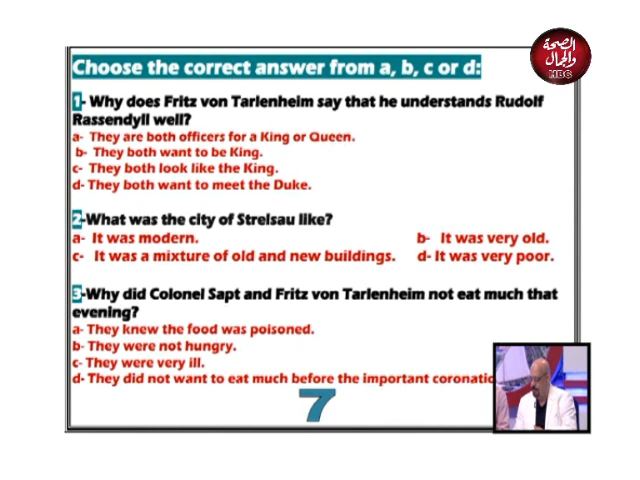 الصحة
والجمال
HBC
Choose the correct answer from a, b, c or d:
1- Why does Fritz von Tarlenheim say that he understands Rudolf
Rassendyll well?
a- They are both officers for a King or Queen.
b- They both want to be King.
c- They both look like the King.
d- They both want to meet the Duke.
2-What was the city of Strelsau like?
a- It was modern. b- It was very old.
c- It was a mixture of old and new buildings. d- It was very poor.
3-Why did Colonel Sapt and Fritz von Tarlenheim not eat much that
evening?
a- They knew the food was poisoned.
b- They were not hungry.
c- They were very ill.
d- They did not want to eat much before the important coronatio
7